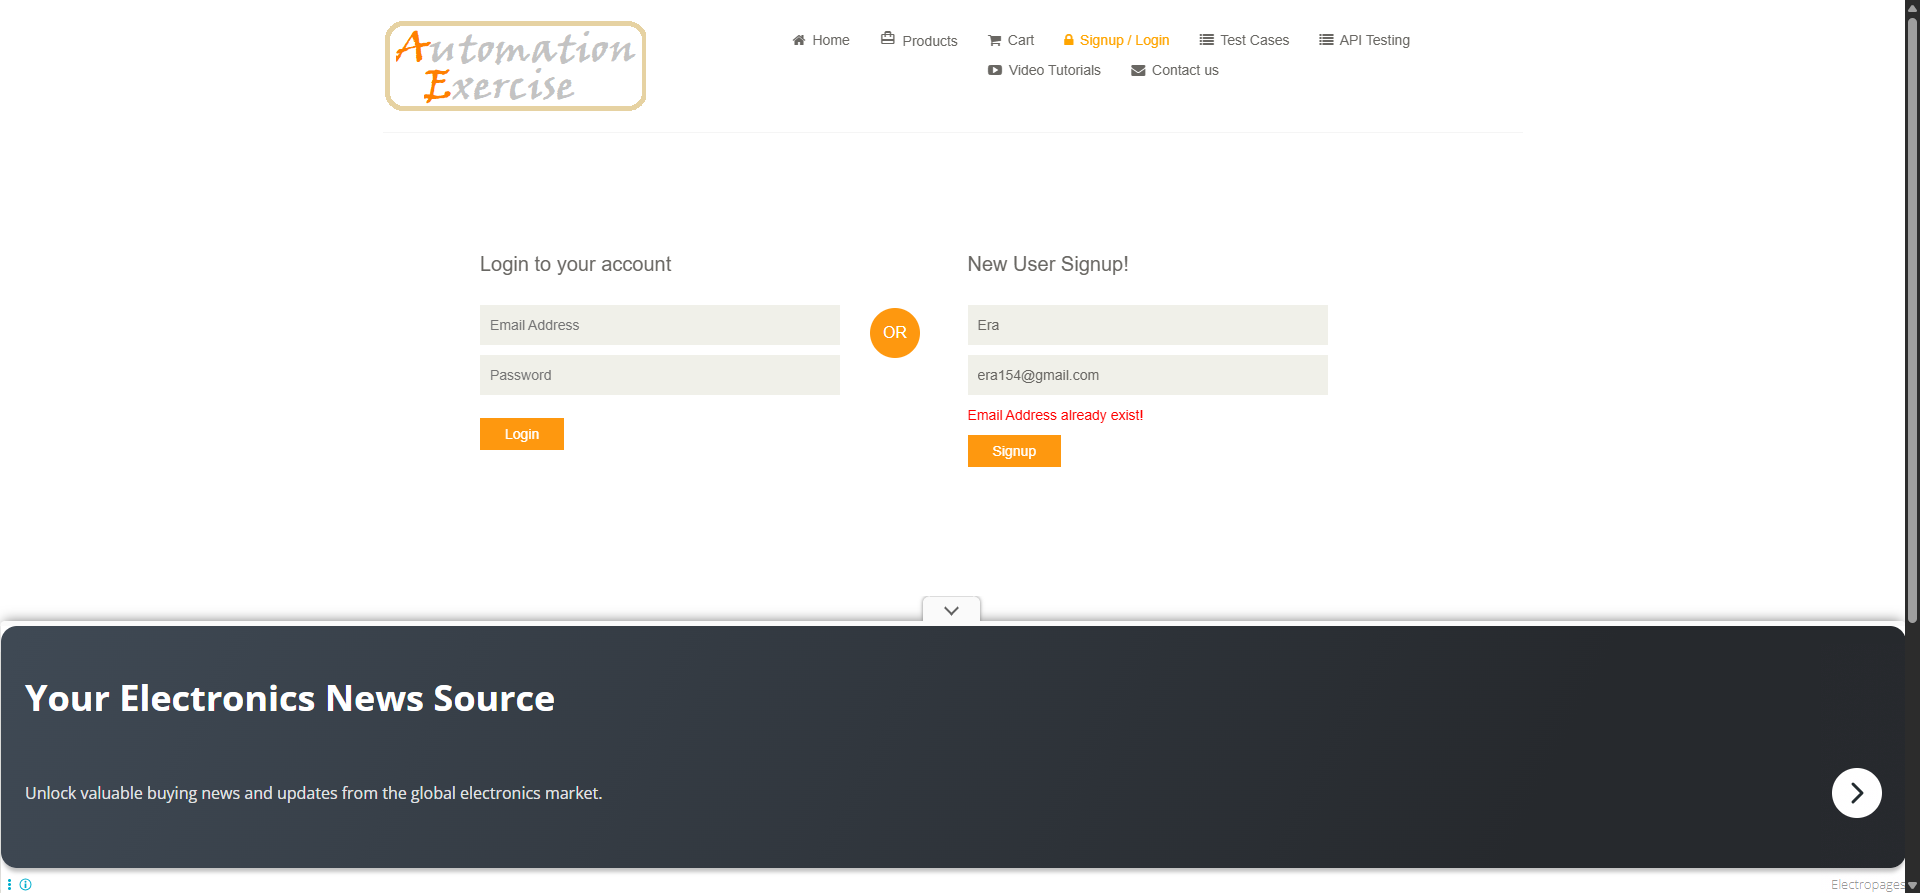 Automation
Exercise
Home
Products
Cart
Signup / Login
Test Cases
API Testing
Video Tutorials
Contact us
Login to your account
Email Address
Password
Login
OR
New User Signup!
Era
era154@gmail.com
Email Address already exist!
Signup
Your Electronics News Source
Unlock valuable buying news and updates from the global electronics market.
Electropages